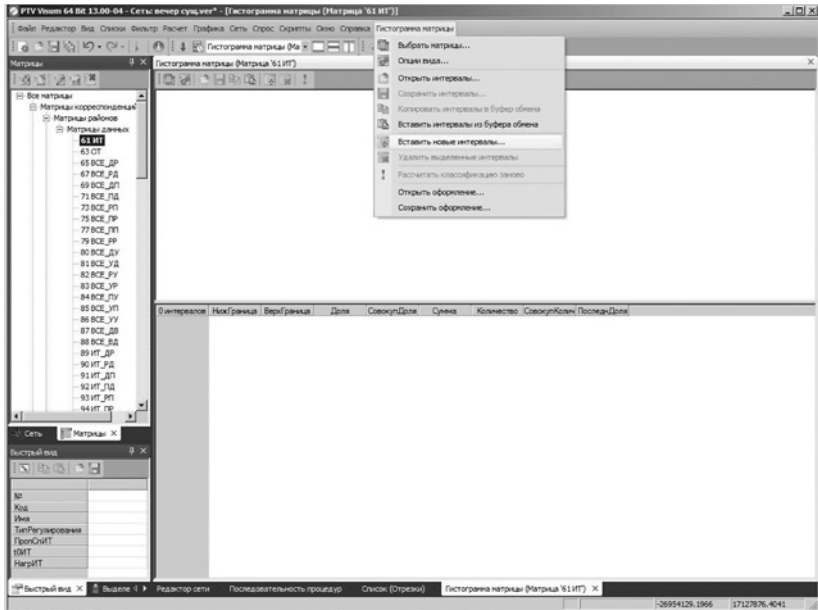 PTV Visum 64 Bit 13.00-04 - Сеть: вечер сущ.ver* - [Гистограмма матрицы (Матрица '61 ИТ')]
Файл Редактор Вид Списки Фильтр Расчет Графика Сеть Спрос Скрипты Окно Справка Гистограмма матрицы
Гистограмма матрицы (Ма
Выбрать матрицы...
Опции вида...
Открыть интервалы...
Сохранить интервалы...
Копировать интервалы в буфер обмена
Вставить интервалы из буфера обмена
Вставить новые интервалы...
Удалить выделенные интервалы
Рассчитать классификацию заново
Открыть оформление...
Сохранить оформление...
Матрицы
Гистограмма матрицы (Матрица '61 ИТ')
Все матрицы
Матрицы корреспонденций
Матрицы районов
Матрицы данных
61 ИТ
63 ОТ
65 ВСЕ_ДР
67 ВСЕ_РД
69 ВСЕ_ДП
71 ВСЕ_ПД
73 ВСЕ_РП
75 ВСЕ_ПР
77 ВСЕ_ПП
79 ВСЕ_РР
80 ВСЕ_ДУ
81 ВСЕ_УД
82 ВСЕ_РУ
83 ВСЕ_УР
84 ВСЕ_ПУ
85 ВСЕ_УП
86 ВСЕ_УУ
87 ВСЕ_ДВ
88 ВСЕ_ВД
89 ИТ_ДР
90 ИТ_РД
91 ИТ_ДП
92 ИТ_ПД
93 ИТ_РП
94 ИТ_ПР
0 интервалов НижГраница ВерхГраница Доля СовокупДоля Сумма Количество СовокупКолич ПоследнДоля
Сеть Матрицы
Быстрый вид
№
Код
Имя
ТипРегулирования
ПропСпИТ
t0ИТ
НагрИТ
Быстрый вид Выделе Редактор сети Последовательность процедур Список (Отрезки) Гистограмма матрицы (Матрица '61 ИТ')
-26954129.1966 17127876.4041